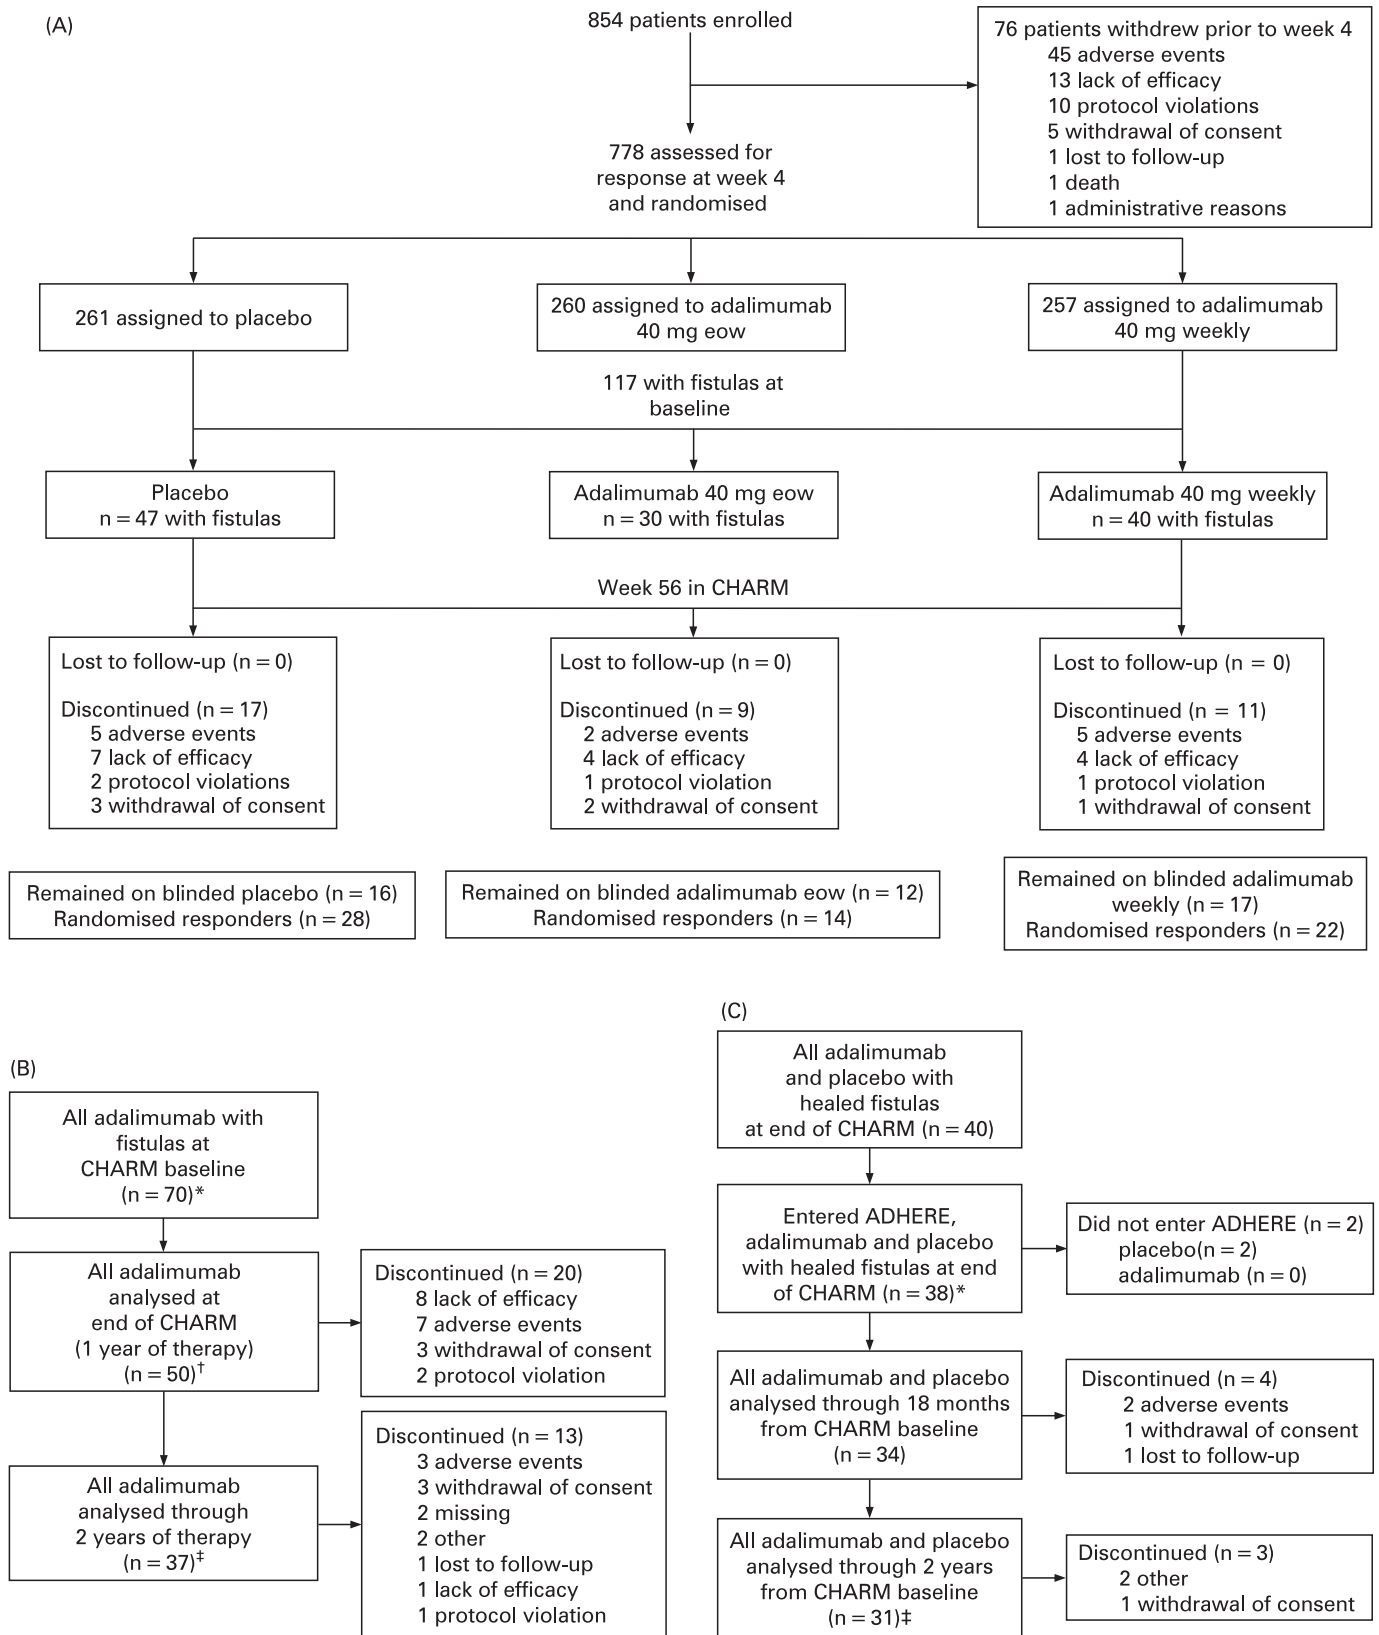 (A)
854 patients enrolled
76 patients withdrew prior to week 4
45 adverse events
13 lack of efficacy
10 protocol violations
5 withdrawal of consent
1 lost to follow-up
1 death
1 administrative reasons
778 assessed for
response at week 4
and randomised
261 assigned to placebo
260 assigned to adalimumab
40 mg eow
257 assigned to adalimumab
40 mg weekly
117 with fistulas at
baseline
Placebo
n = 47 with fistulas
Adalimumab 40 mg eow
n = 30 with fistulas
Adalimumab 40 mg weekly
n = 40 with fistulas
Week 56 in CHARM
Lost to follow-up (n = 0)
Discontinued (n = 17)
5 adverse events
7 lack of efficacy
2 protocol violations
3 withdrawal of consent
Lost to follow-up (n = 0)
Discontinued (n = 9)
2 adverse events
4 lack of efficacy
1 protocol violation
2 withdrawal of consent
Lost to follow-up (n = 0)
Discontinued (n = 11)
5 adverse events
4 lack of efficacy
1 protocol violation
1 withdrawal of consent
Remained on blinded placebo (n = 16)
Randomised responders (n = 28)
Remained on blinded adalimumab eow (n = 12)
Randomised responders (n = 14)
Remained on blinded adalimumab
weekly (n = 17)
Randomised responders (n = 22)
(B)
All adalimumab with
fistulas at
CHARM baseline
(n = 70)*
All adalimumab
analysed at
end of CHARM
(1 year of therapy)
(n = 50)†
Discontinued (n = 20)
8 lack of efficacy
7 adverse events
3 withdrawal of consent
2 protocol violation
All adalimumab
analysed through
2 years of therapy
(n = 37)‡
Discontinued (n = 13)
3 adverse events
3 withdrawal of consent
2 missing
2 other
1 lost to follow-up
1 lack of efficacy
1 protocol violation
(C)
All adalimumab
and placebo with
healed fistulas
at end of CHARM (n = 40)
Entered ADHERE,
adalimumab and placebo
with healed fistulas at end
of CHARM (n = 38)*
Did not enter ADHERE (n = 2)
placebo(n = 2)
adalimumab (n = 0)
All adalimumab and placebo
analysed through 18 months
from CHARM baseline
(n = 34)
Discontinued (n = 4)
2 adverse events
1 withdrawal of consent
1 lost to follow-up
All adalimumab and placebo
analysed through 2 years
from CHARM baseline
(n = 31)‡
Discontinued (n = 3)
2 other
1 withdrawal of consent